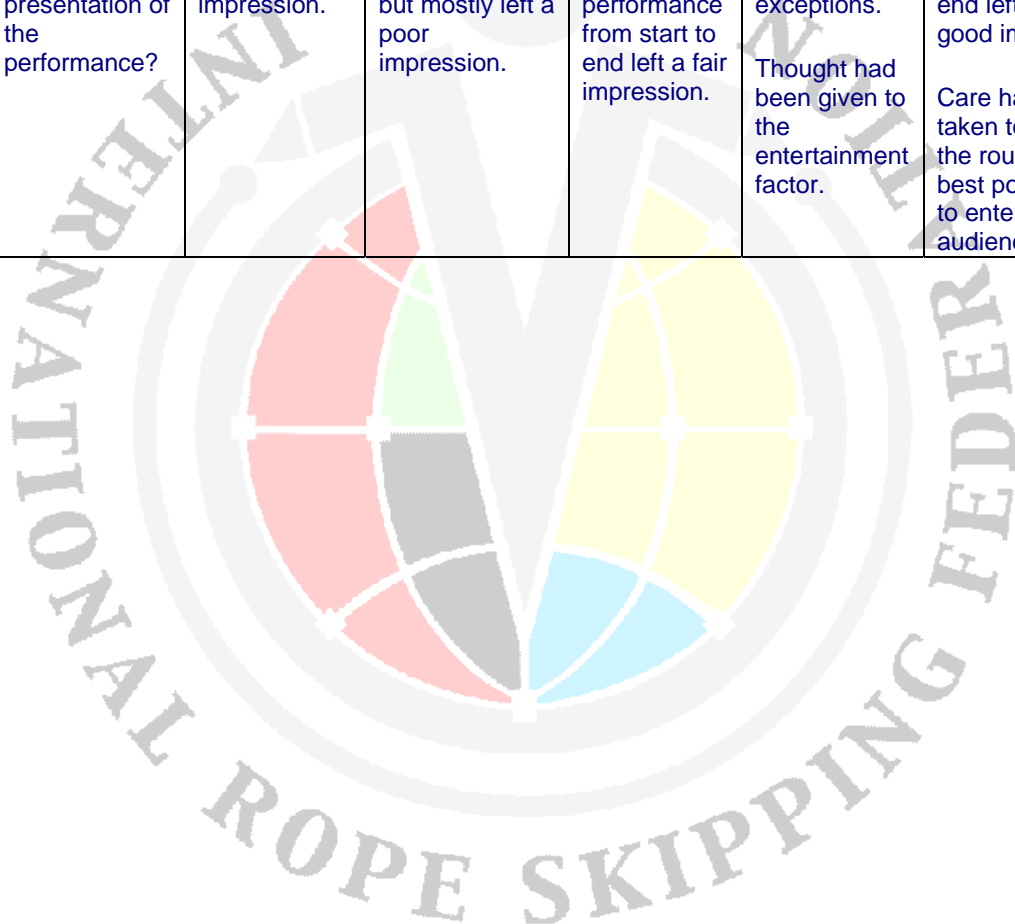 presentation of
the
performance?
impression.
but mostly left a
poor
impression.
performance
from start to
end left a fair
impression.
exceptions.
Thought had
been given to
the
entertainment
factor.
end left
good im
Care ha
taken to
the rou
best po
to ente
audienc
INTERNATIONAL ROPE SKIPPING FEDER TION